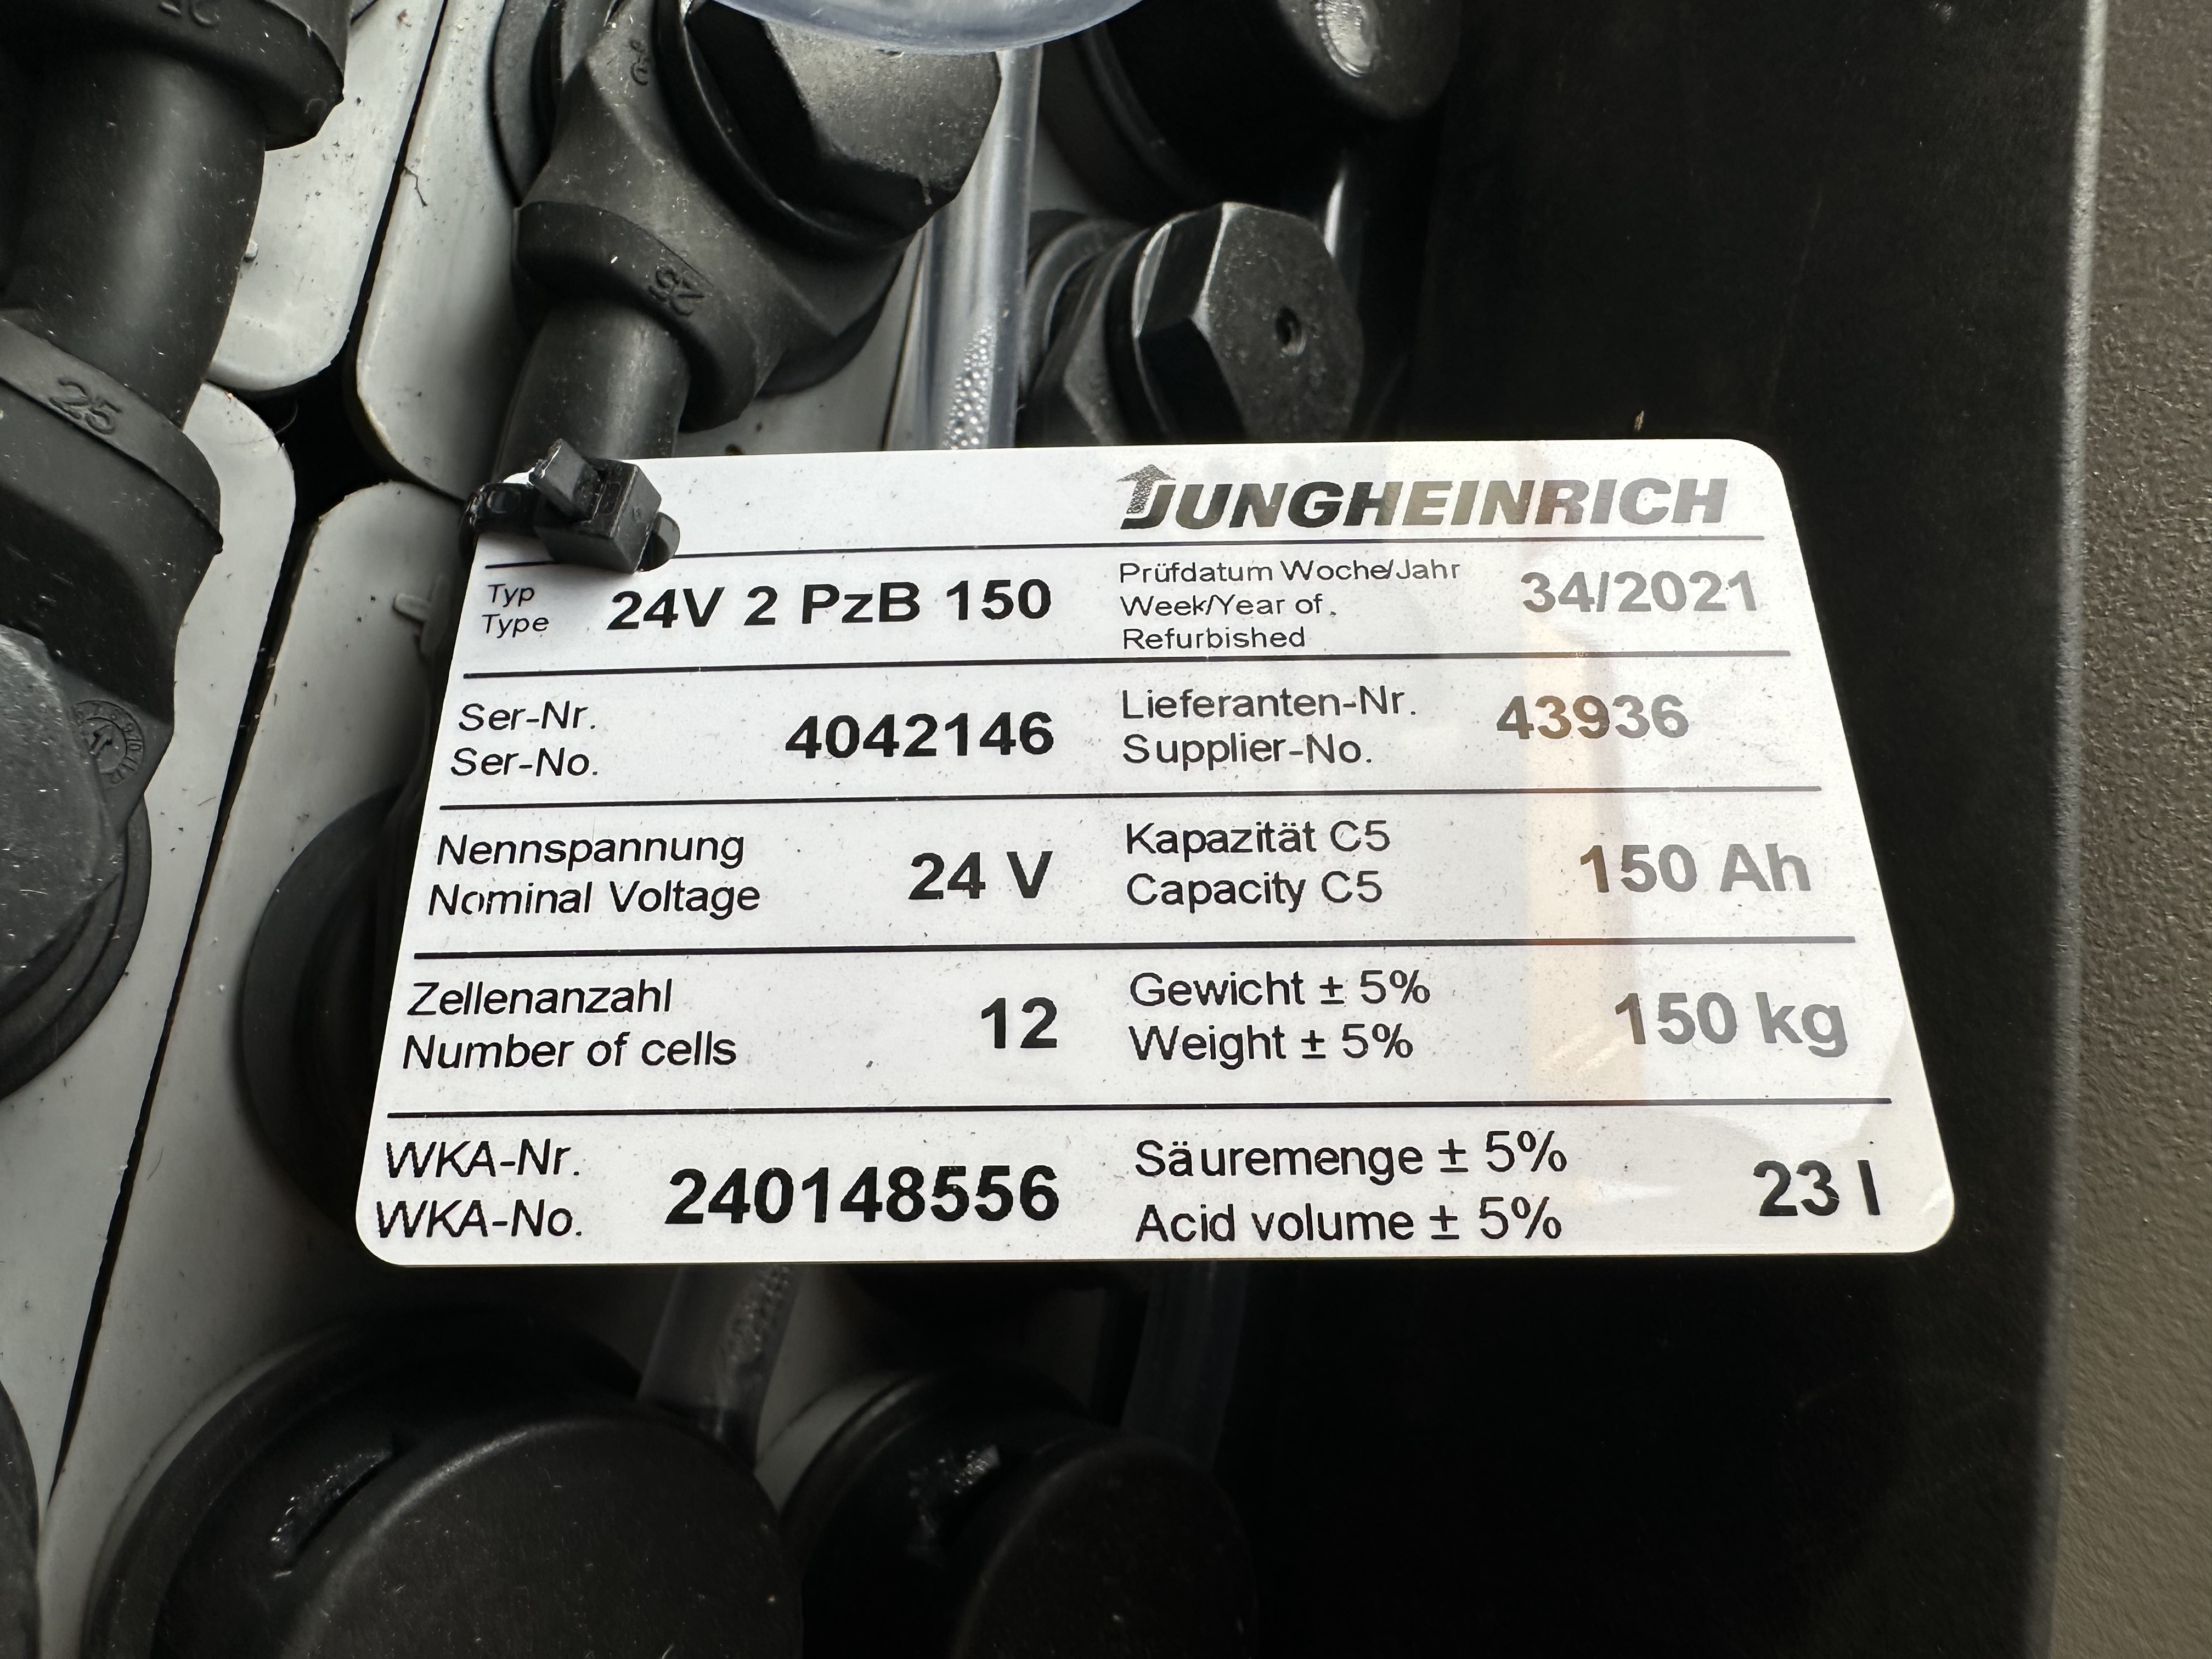 JUNGHEINRICH
Typ
Type
24V 2 PzB 150
Prüfdatum Woche/Jahr
Week/Year of.
Refurbished
34/2021
Ser-Nr.
Ser-No.
4042146
Lieferanten-Nr.
Supplier-No.
43936
Nennspannung
Nominal Voltage
24 V
Kapazität C5
Capacity C5
150 Ah
Zellenanzahl
Number of cells
12
Gewicht ± 5%
Weight ± 5%
150 kg
WKA-Nr.
WKA-No.
240148556
Säuremenge ± 5%
Acid volume ± 5%
23 l
25
25